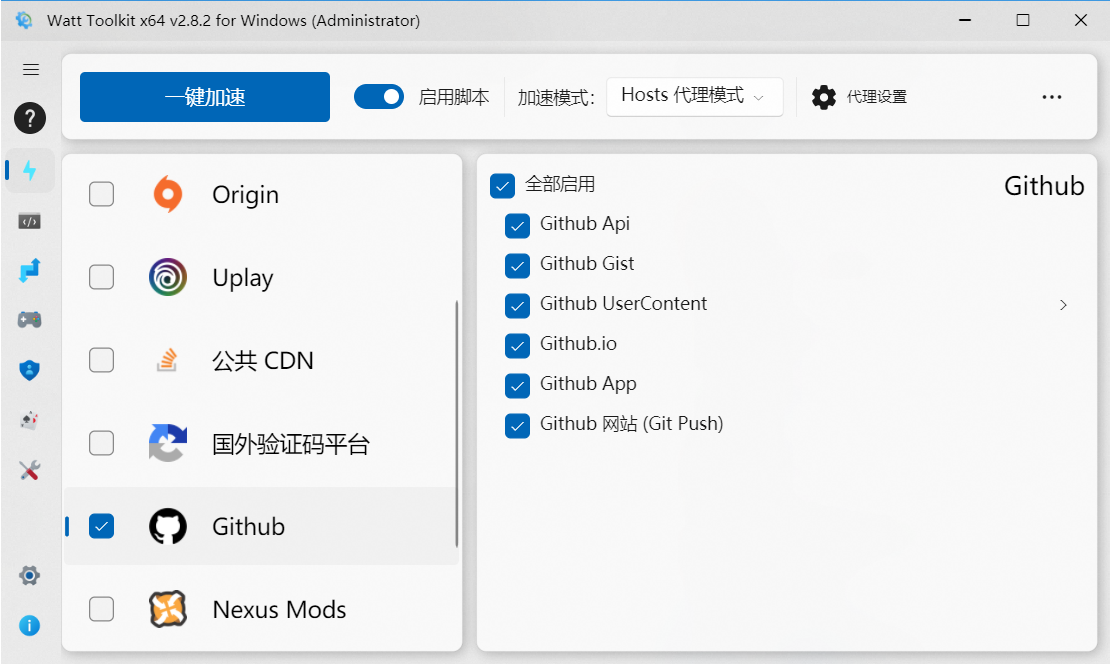 Watt Toolkit x64 v2.8.2 for Windows (Administrator)
一键加速
启用脚本
加速模式:
Hosts 代理模式
代理设置
Origin
Uplay
公共 CDN
国外验证码平台
Github
Nexus Mods
全部启用
Github
Github Api
Github Gist
Github UserContent
Github.io
Github App
Github 网站 (Git Push)